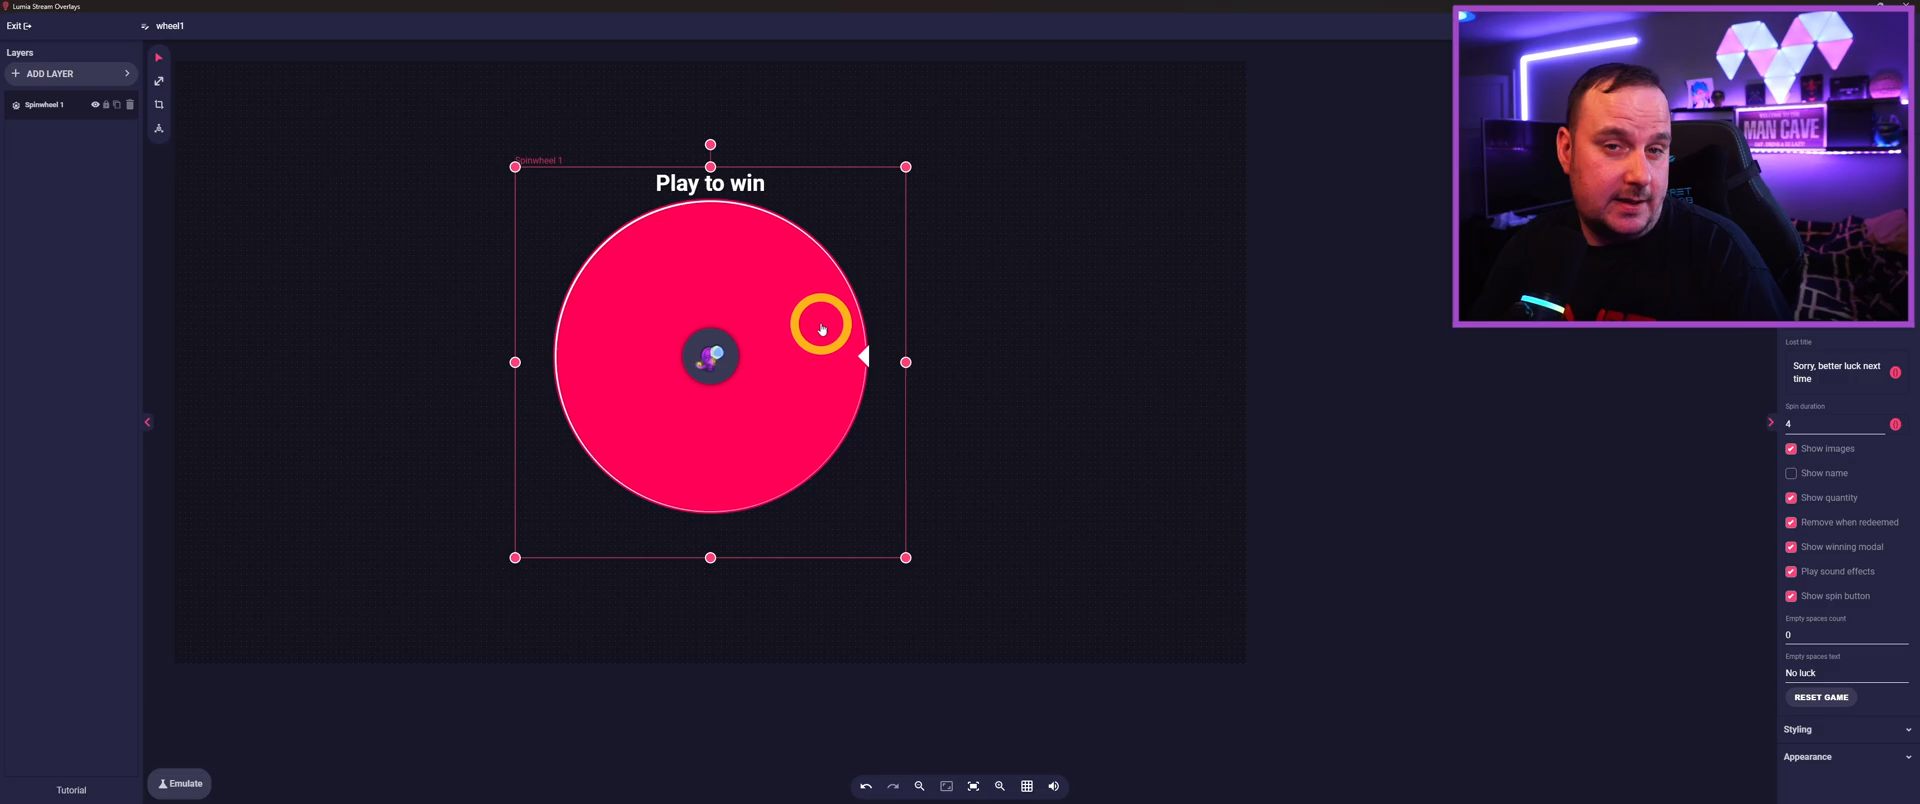 Lumia Stream Overlays
Exit
wheel1
Layers
+ ADD LAYER
Spinwheel 1
Spinwheel 1
Play to win
MAN CAVE
Lost title
Sorry, better luck next
time
Spin duration
4
Show images
Show name
Show quantity
Remove when redeemed
Show winning modal
Play sound effects
Show spin button
Empty spaces count
0
Empty spaces text
No luck
RESET GAME
Styling
Appearance
Emulate
Tutorial